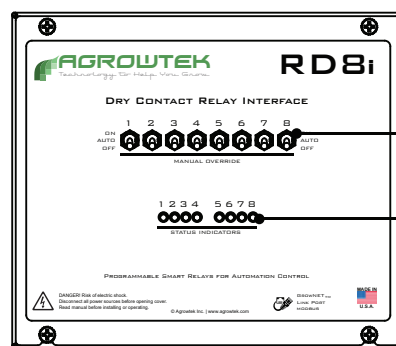 AGROWTEK
Technology To Help You Grow
RD8i
DRY CONTACT RELAY INTERFACE
1 2 3 4 5 6 7 8
ON
AUTO
OFF
AUTO
OFF
MANUAL OVERRIDE
1 2 3 4 5 6 7 8
STATUS INDICATORS
PROGRAMMABLE SMART RELAYS FOR AUTOMATION CONTROL
DANGER! Risk of electric shock.
Disconnect all power sources before opening cover.
Read manual before installing or operating.
© Agrowtek Inc. | www.agrowtek.com
GROWNET™
LINK PORT
MODBUS
MADE IN
U.S.A.